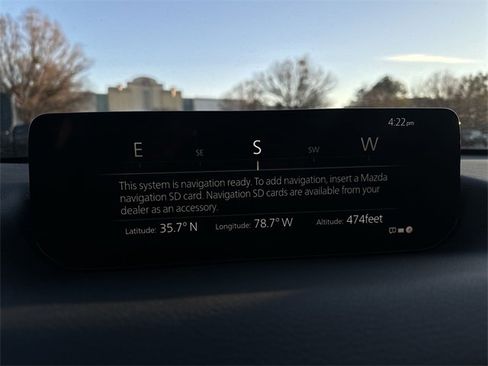 4:22pm
E SE S SW W
This system is navigation ready. To add navigation, insert a Mazda
navigation SD card. Navigation SD cards are available from your
dealer as an accessory.
Latitude: 35.7° N Longitude: 78.7° W Altitude: 474feet